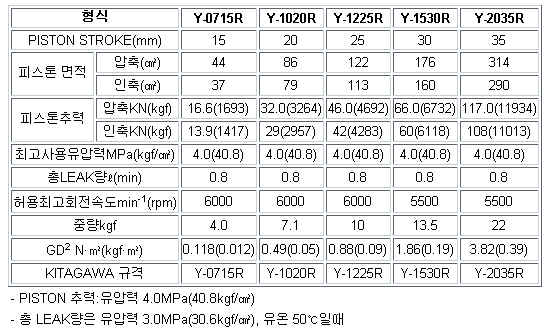 형식 Y-0715R Y-1020R Y-1225R Y-1530R Y-2035R
PISTON STROKE(mm) 15 20 25 30 35
피스톤 면적 압축(㎠) 44 86 122 176 314
인축(㎠) 37 79 113 160 290
피스톤추력 압축KN(kgf) 16.6(1693) 32.0(3264) 46.0(4692) 66.0(6732) 117.0(11934)
인축KN(kgf) 13.9(1417) 29(2957) 42(4283) 60(6118) 108(11013)
최고사용유압력MPa(kgf/㎠) 4.0(40.8) 4.0(40.8) 4.0(40.8) 4.0(40.8) 4.0(40.8)
총LEAK량ℓ(min) 0.8 0.8 0.8 0.8 0.8
허용최고회전속도min-1(rpm) 6000 6000 6000 5500 5500
중량kgf 4.0 7.1 10 13.5 22
GD² N·㎡(kgf·㎡) 0.118(0.012) 0.49(0.05) 0.88(0.09) 1.86(0.19) 3.82(0.39)
KITAGAWA 규격 Y-0715R Y-1020R Y-1225R Y-1530R Y-2035R
- PISTON 추력:유압력 4.0MPa(40.8kgf/㎠)
- 총 LEAK량은 유압력 3.0MPa(30.6kgf/㎠), 유온 50℃일때